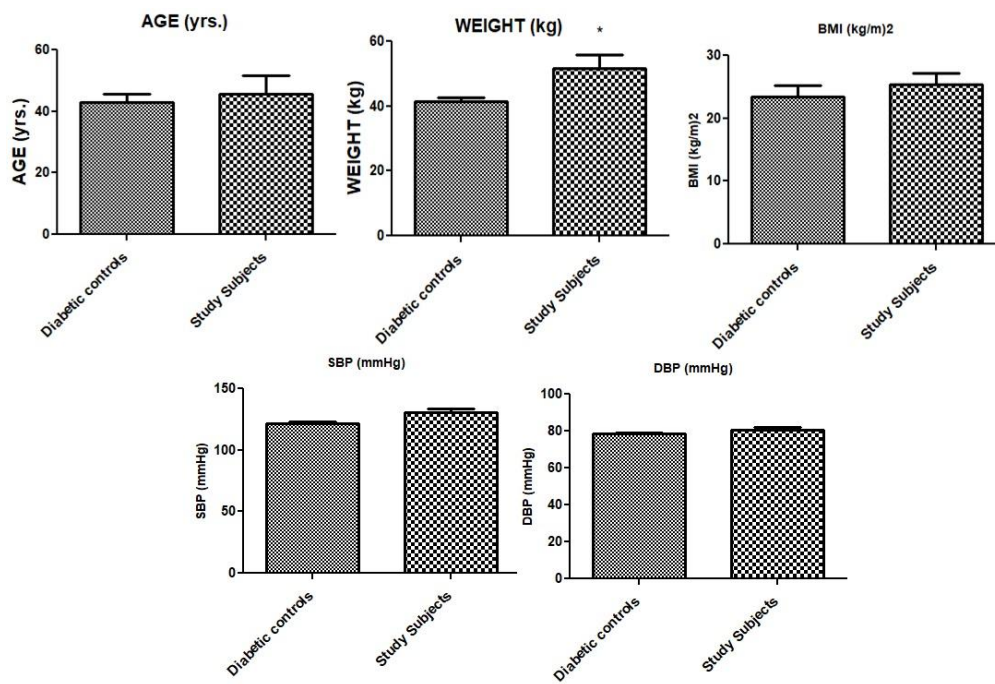 AGE (yrs.)
AGE (yrs.)
60
40
20
0
Diabetic controls
Study Subjects
WEIGHT (kg)
*
WEIGHT (kg)
60
40
20
0
Diabetic controls
Study Subjects
BMI (kg/m)2
BMI (kg/m)2
30
20
10
0
Diabetic controls
Study Subjects
SBP (mmHg)
SBP (mmHg)
150
100
50
0
Diabetic controls
Study Subjects
DBP (mmHg)
DBP (mmHg)
100
80
60
40
20
0
Diabetic controls
Study Subjects